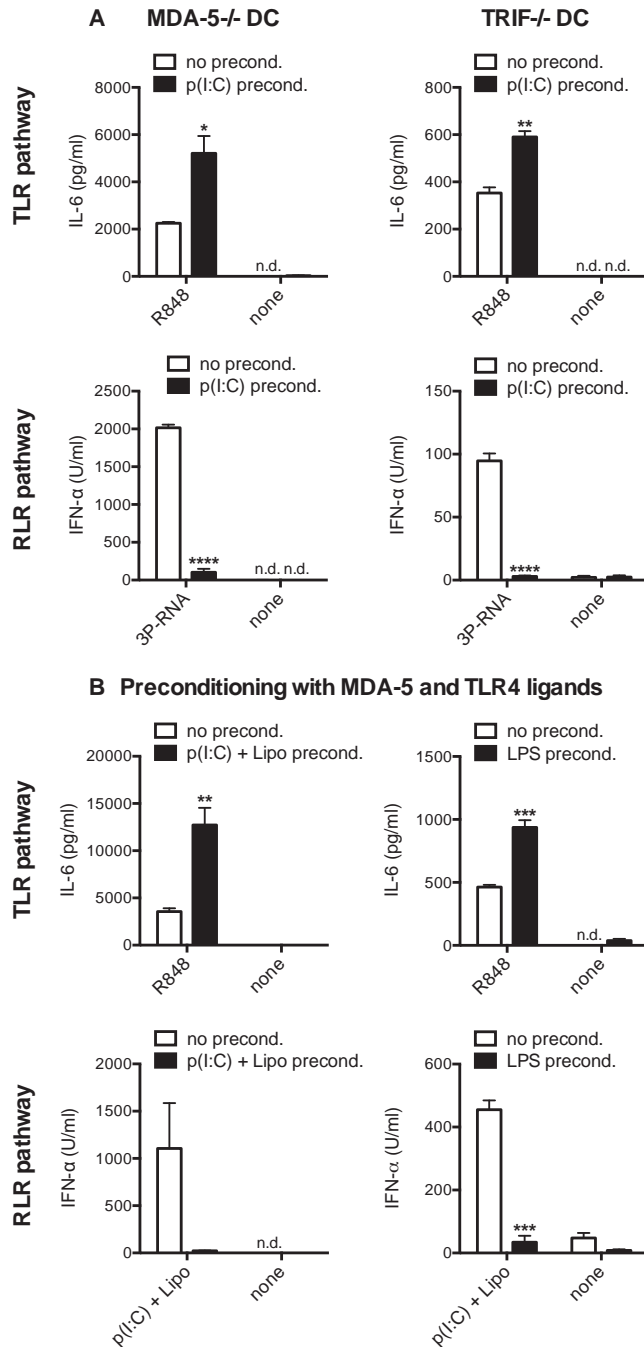 A MDA-5-/- DC
TRIF-/- DC
TLR pathway
no precond.
p(I:C) precond.
IL-6 (pg/ml)
8000
6000
4000
2000
0
*
n.d.
R848
none
no precond.
p(I:C) precond.
IL-6 (pg/ml)
800
600
400
200
0
**
n.d. n.d.
R848
none
RLR pathway
no precond.
p(I:C) precond.
IFN-α (U/ml)
2500
2000
1500
1000
500
0
****
n.d. n.d.
3P-RNA
none
no precond.
p(I:C) precond.
IFN-α (U/ml)
150
100
50
0
****
3P-RNA
none
B Preconditioning with MDA-5 and TLR4 ligands
TLR pathway
no precond.
p(I:C) + Lipo precond.
IL-6 (pg/ml)
20000
15000
10000
5000
0
**
R848
none
no precond.
LPS precond.
IL-6 (pg/ml)
1500
1000
500
0
***
n.d.
R848
none
RLR pathway
no precond.
p(I:C) + Lipo precond.
IFN-α (U/ml)
2000
1500
1000
500
0
n.d.
p(I:C) + Lipo
none
no precond.
LPS precond.
IFN-α (U/ml)
600
400
200
0
***
p(I:C) + Lipo
none